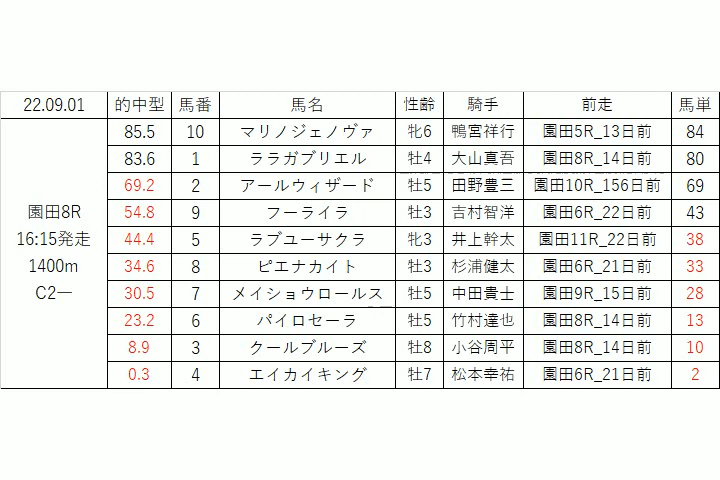 22.09.01 的中型 馬番 馬名 性齢 騎手 前走 馬単
85.5 10 マリノジェノヴァ 牝6 鴨宮祥行 園田5R_13日前 84
83.6 1 ララガブリエル 牡4 大山真吾 園田8R_14日前 80
69.2 2 アールウィザード 牡5 田野豊三 園田10R_156日前 69
54.8 9 フーライラ 牡3 吉村智洋 園田6R_22日前 43
44.4 5 ラブユーサクラ 牝3 井上幹太 園田11R_22日前 38
34.6 8 ピエナカイト 牡3 杉浦健太 園田6R_21日前 33
30.5 7 メイショウロールス 牡5 中田貴士 園田9R_15日前 28
23.2 6 パイロセーラ 牡5 竹村達也 園田8R_14日前 13
8.9 3 クールブルーズ 牡8 小谷周平 園田8R_14日前 10
0.3 4 エイカイキング 牡7 松本幸祐 園田6R_21日前 2
園田8R
16:15発走
1400m
C2一